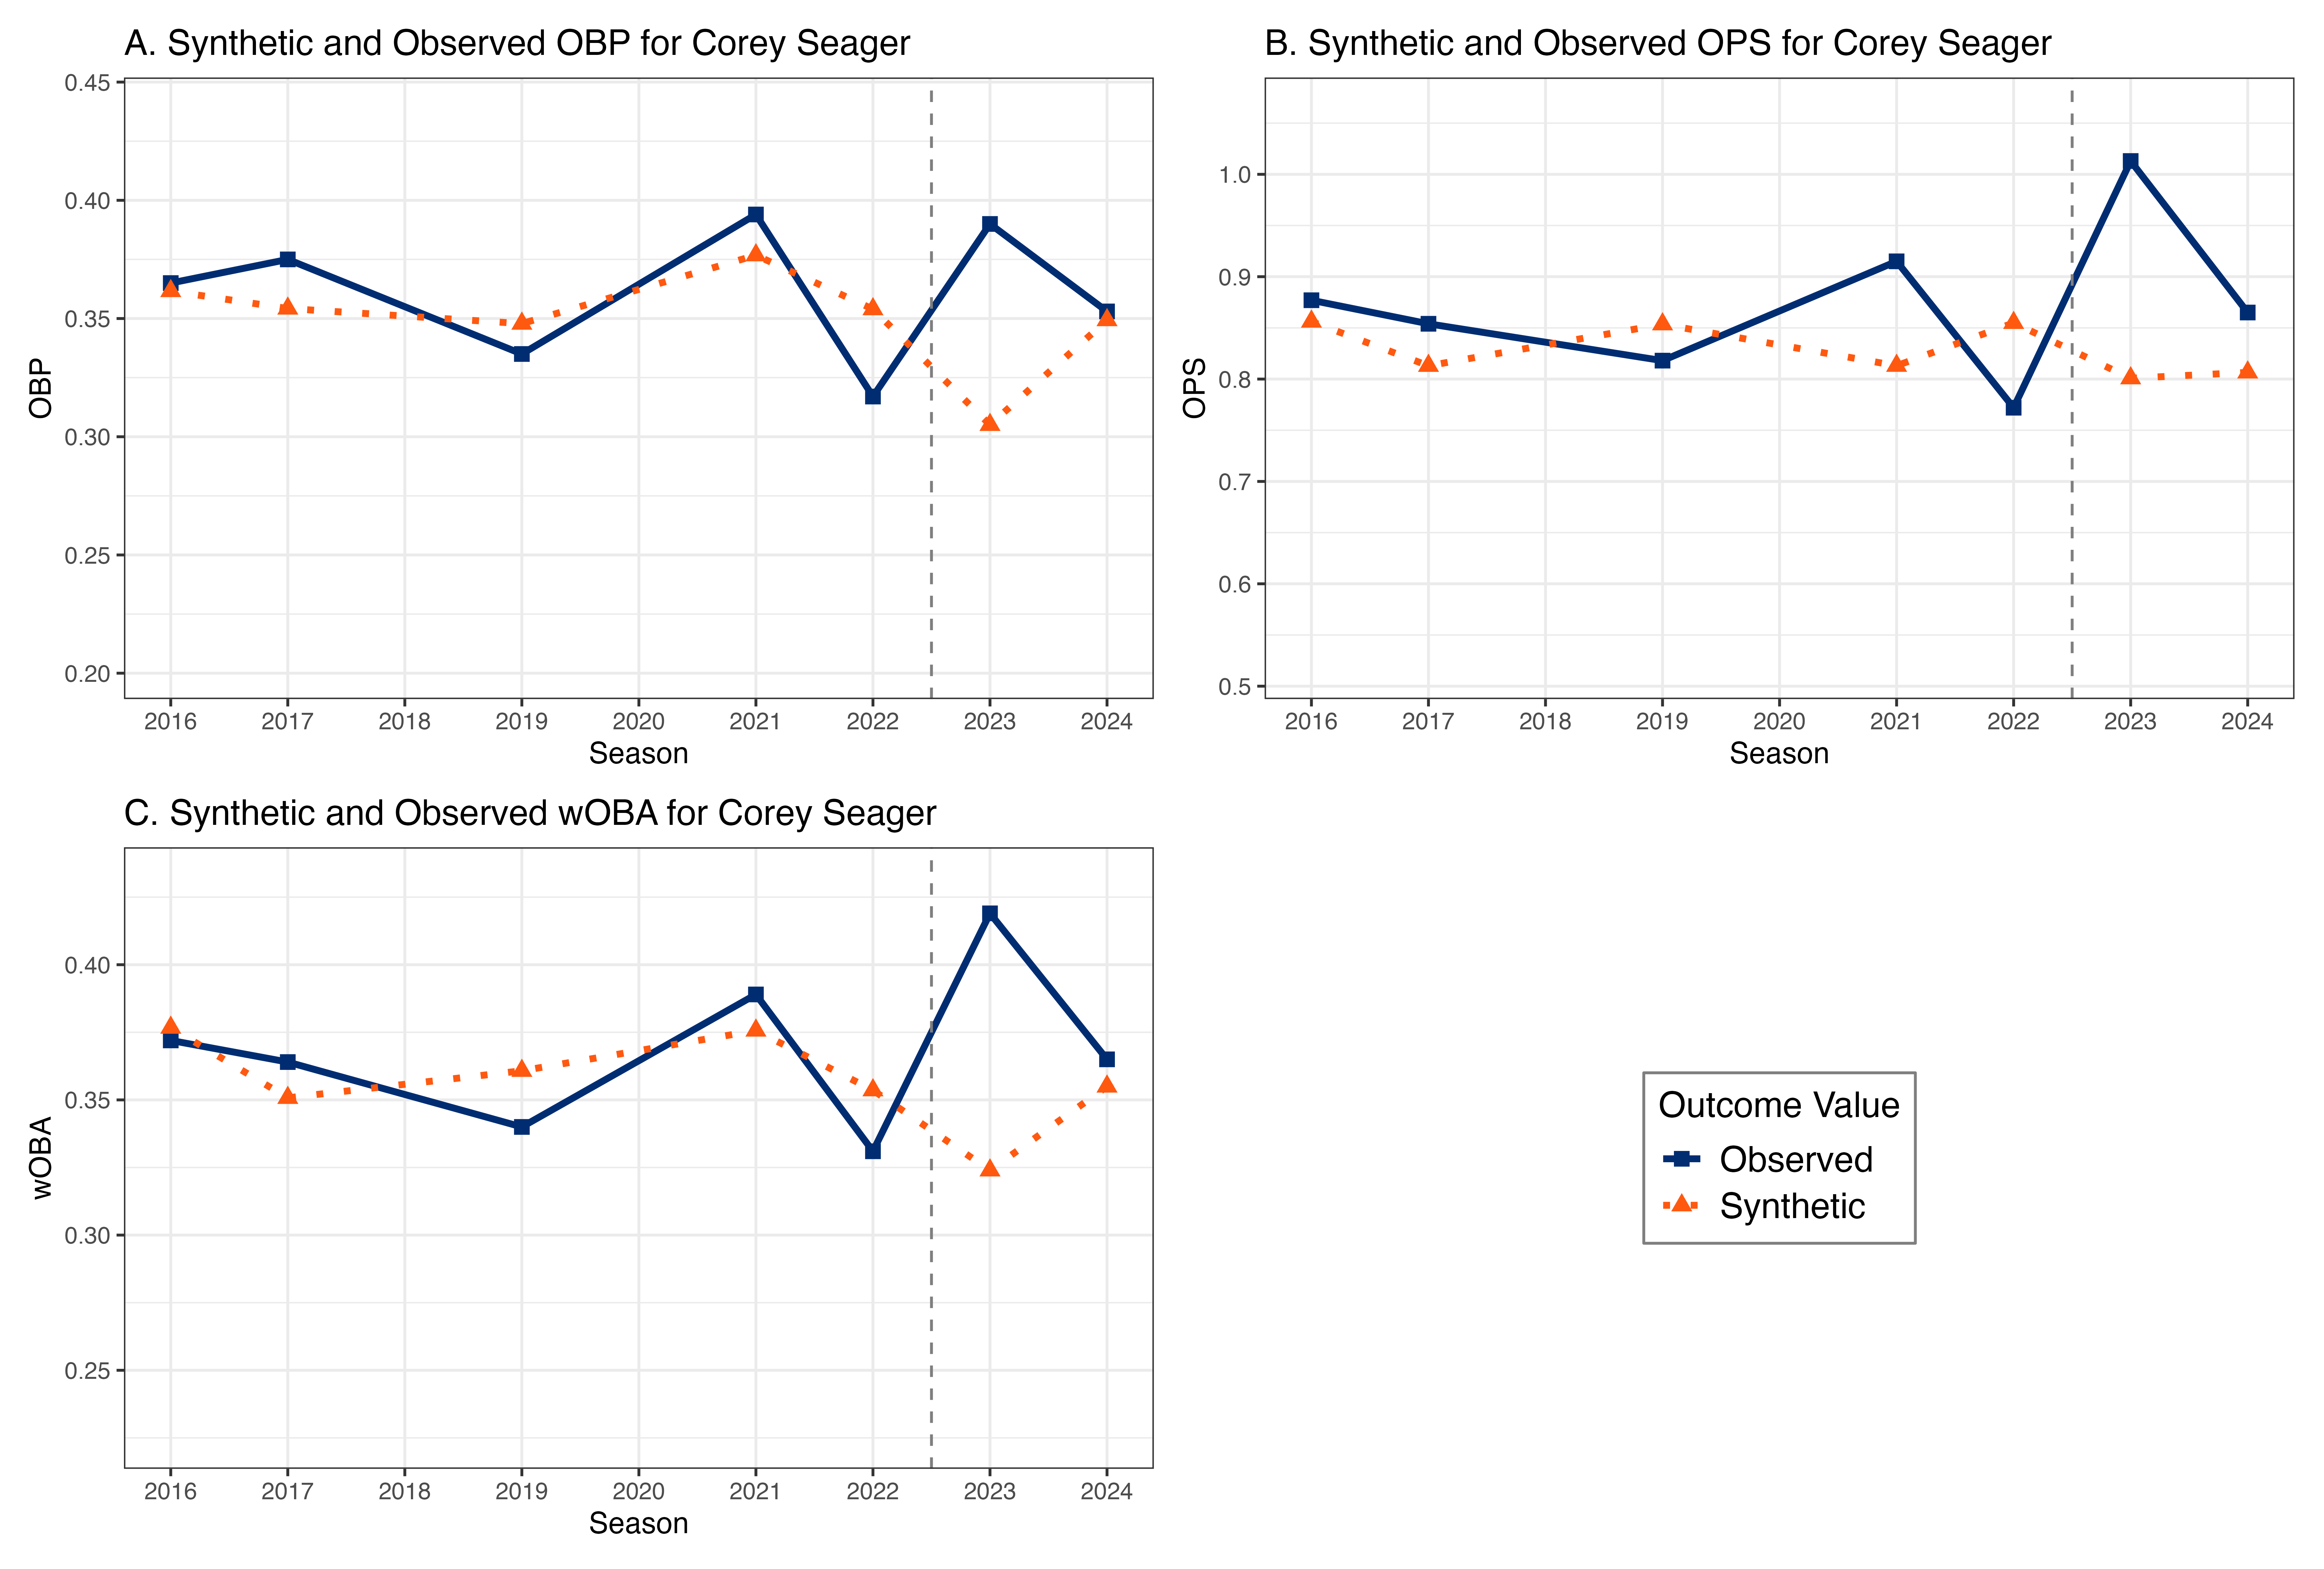 A. Synthetic and Observed OBP for Corey Seager
0.45
0.40
0.35
0.30
0.25
0.20
OBP
2016 2017 2018 2019 2020 2021 2022 2023 2024
Season
B. Synthetic and Observed OPS for Corey Seager
1.0
0.9
0.8
0.7
0.6
0.5
OPS
2016 2017 2018 2019 2020 2021 2022 2023 2024
Season
C. Synthetic and Observed wOBA for Corey Seager
0.40
0.35
0.30
0.25
wOBA
2016 2017 2018 2019 2020 2021 2022 2023 2024
Season
Outcome Value
Observed
Synthetic